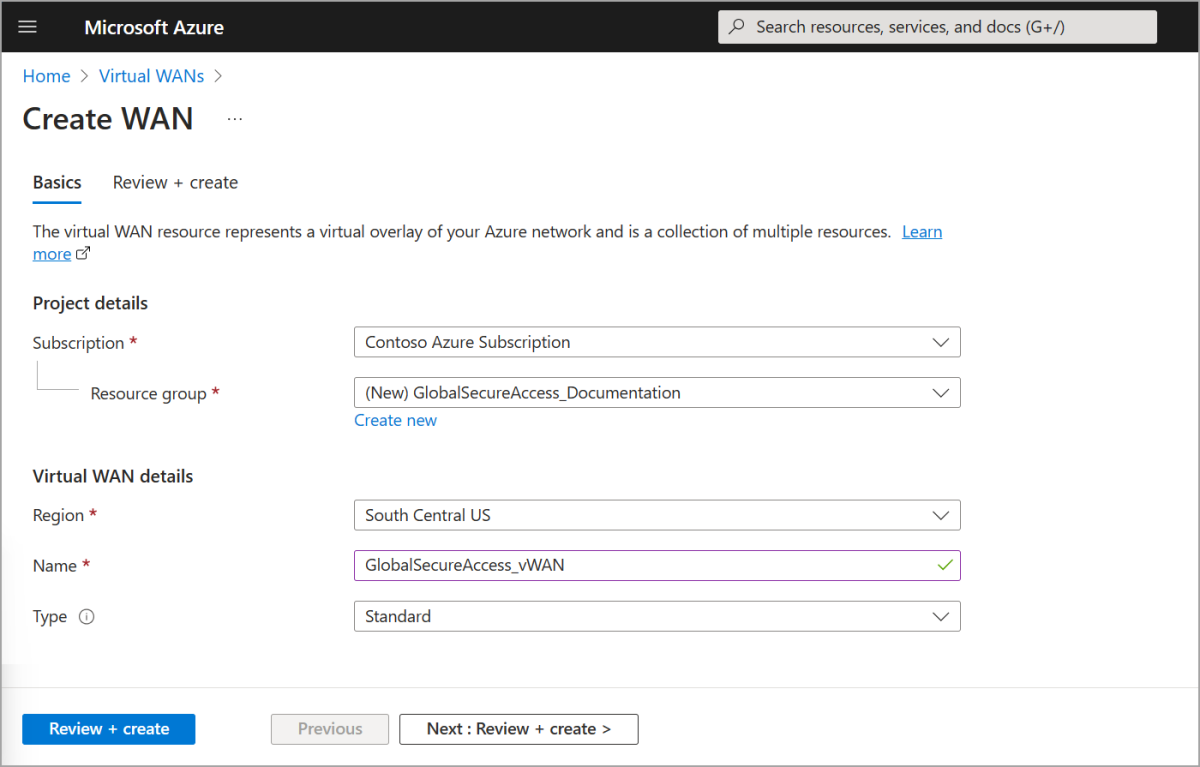 Microsoft Azure
Search resources, services, and docs (G+/)
Home > Virtual WANs >
Create WAN ...
Basics Review + create
The virtual WAN resource represents a virtual overlay of your Azure network and is a collection of multiple resources. Learn
more
Project details
Subscription * Contoso Azure Subscription
Resource group * (New) GlobalSecureAccess_Documentation
Create new
Virtual WAN details
Region * South Central US
Name * GlobalSecureAccess_vWAN
Type Standard
Review + create Previous Next : Review + create >